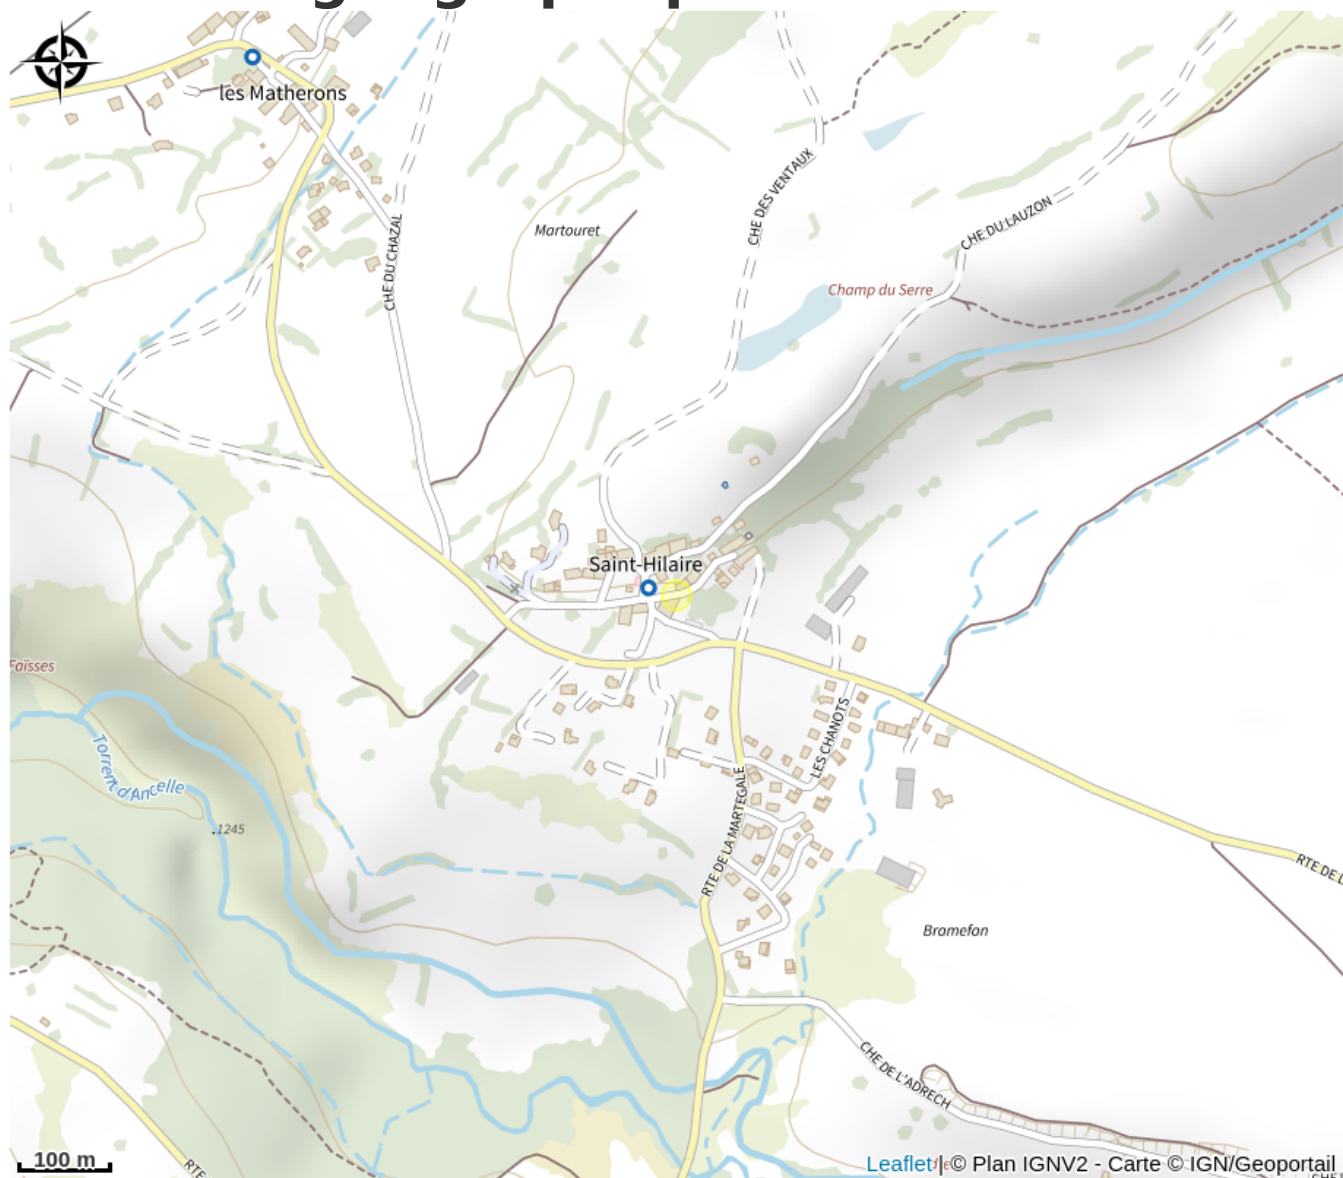 les Matherons
CHE DU CHAZAL
Martouret
CHE DES VENTAUX
CHE DU LAUZON
Champ du Serre
Saint-Hilaire
Faïsses
Torrent d'Ancelle
1245
LES CHANOTS
RTE DE LA MARTEGALE
RTE DE L
Bramefan
CHE DE L'ADRECH
RTE
100 m
Leaflet | © Plan IGNV2 - Carte © IGN/Geoportail